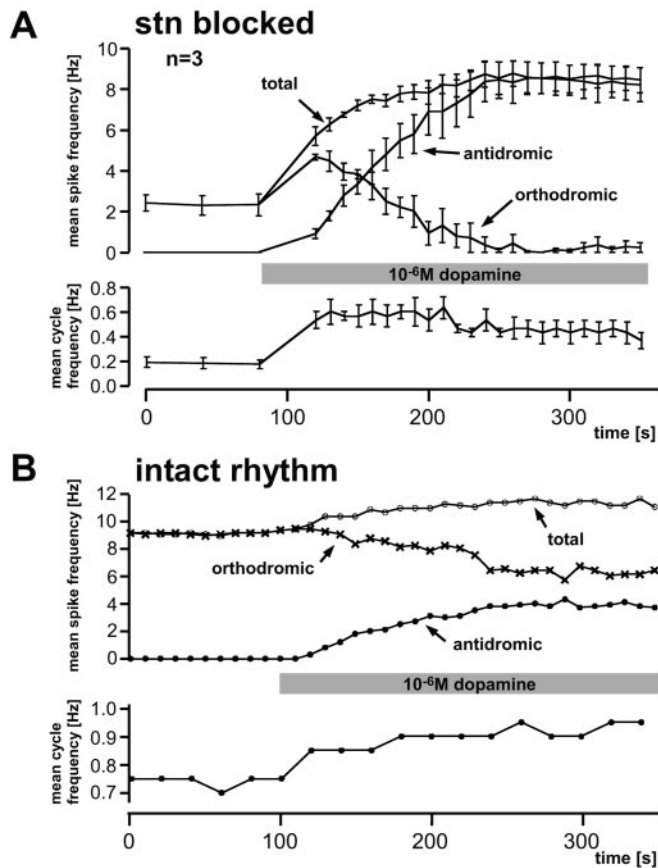 A stn blocked
n=3
mean spike frequency [Hz]
10
8
6
4
2
0
total
antidromic
orthodromic
10⁻⁶M dopamine
mean cycle
frequency [Hz]
0.8
0.6
0.4
0.2
0.0
0 100 200 300
time [s]
B intact rhythm
mean spike frequency [Hz]
12
10
8
6
4
2
0
total
orthodromic
antidromic
10⁻⁶M dopamine
mean cycle
frequency [Hz]
1.0
0.9
0.8
0.7
0 100 200 300
time [s]